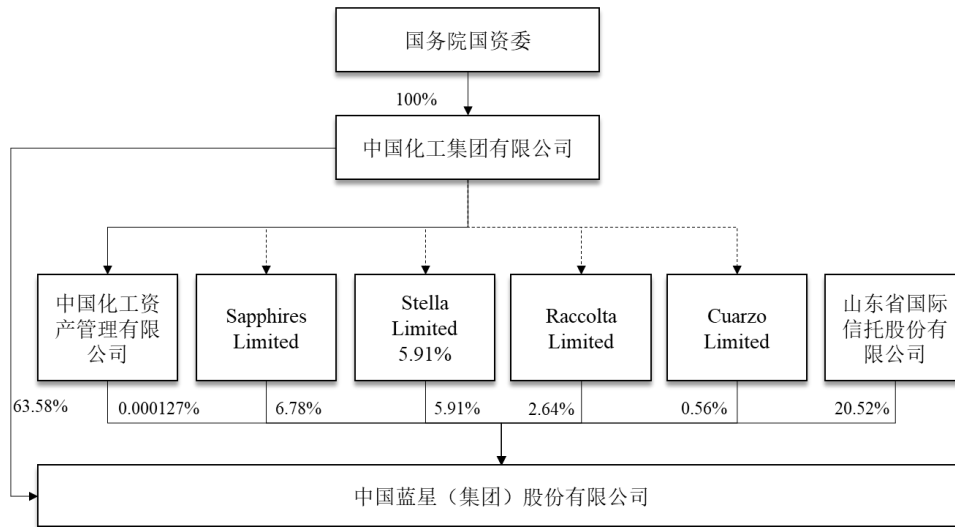 国务院国资委
100%
中国化工集团有限公司
中国化工资
产管理有限
公司
Sapphires
Limited
Stella
Limited
5.91%
Raccolta
Limited
Cuarzo
Limited
山东省国际
信托股份有
限公司
63.58%
0.000127%
6.78%
5.91%
2.64%
0.56%
20.52%
中国蓝星（集团）股份有限公司